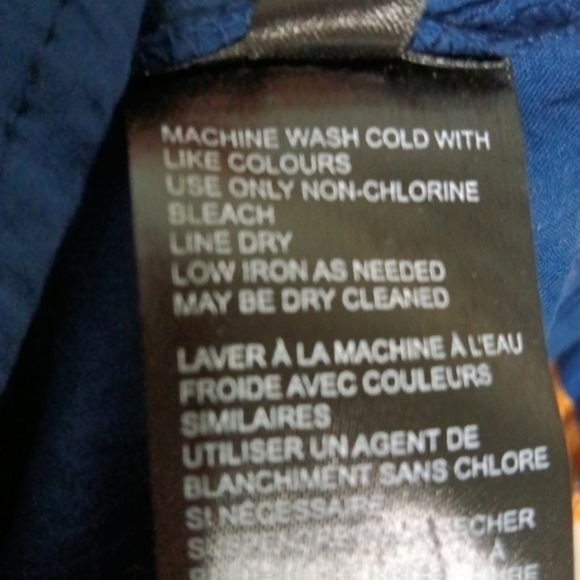 MACHINE WASH COLD WITH
LIKE COLOURS
USE ONLY NON-CHLORINE
BLEACH
LINE DRY
LOW IRON AS NEEDED
MAY BE DRY CLEANED
LAVER À LA MACHINE À L'EAU
FROIDE AVEC COULEURS
SIMILAIRES
UTILISER UN AGENT DE
BLANCHIMENT SANS CHLORE
SI NÉCESSAIRE
SÉCHER
À